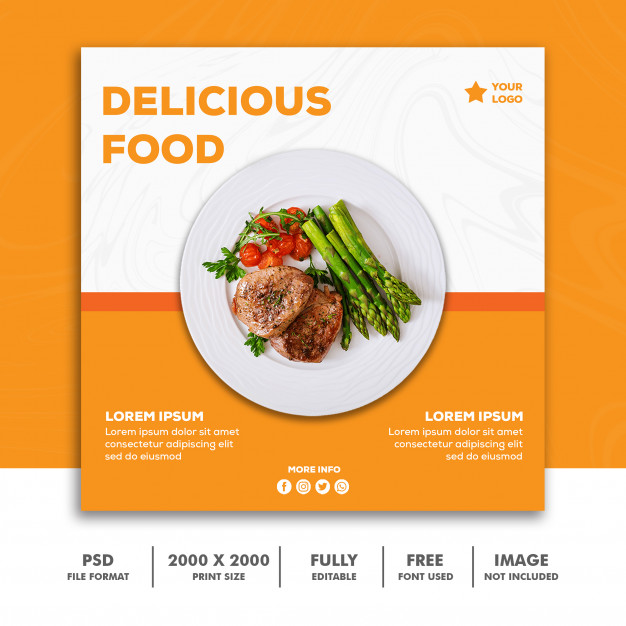 DELICIOUS
FOOD
YOUR
LOGO
LOREM IPSUM
Lorem ipsum dolor sit amet
consectetur adipiscing elit
sed do eiusmod
LOREM IPSUM
Lorem ipsum dolor sit amet
consectetur adipiscing elit
sed do eiusmod
MORE INFO
PSD
FILE FORMAT
2000 X 2000
PRINT SIZE
FULLY
EDITABLE
FREE
FONT USED
IMAGE
NOT INCLUDED